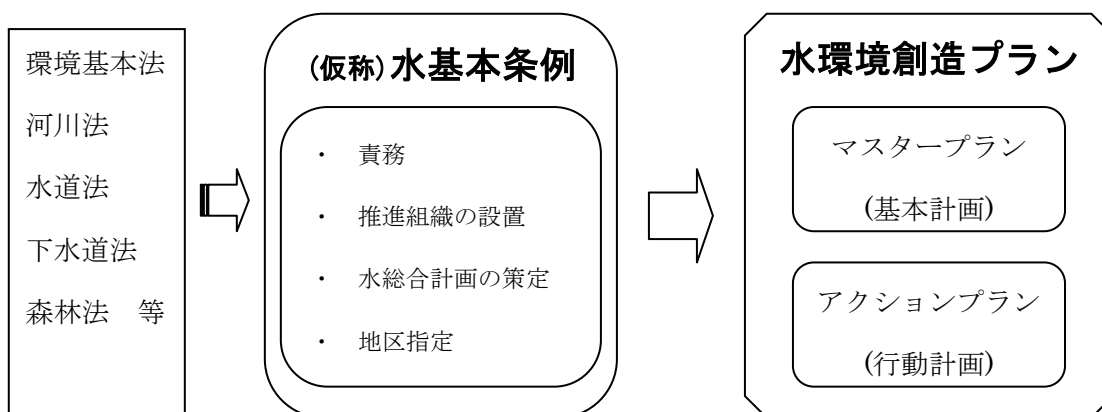 環境基本法
河川法
水道法
下水道法
森林法　等
(仮称)水基本条例
・ 責務
・ 推進組織の設置
・ 水総合計画の策定
・ 地区指定
水環境創造プラン
マスタープラン
(基本計画)
アクションプラン
(行動計画)